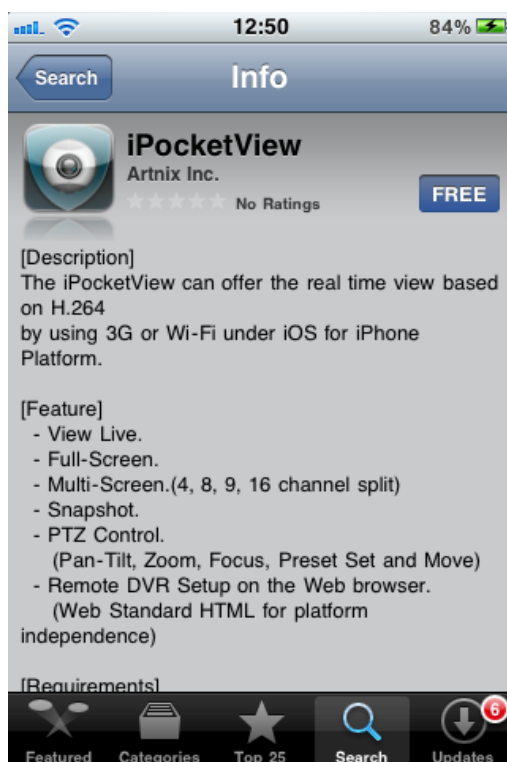 12:50
84%
Search
Info
iPocketView
Artnix Inc.
No Ratings
FREE
[Description]
The iPocketView can offer the real time view based
on H.264
by using 3G or Wi-Fi under iOS for iPhone
Platform.
[Feature]
- View Live.
- Full-Screen.
- Multi-Screen.(4, 8, 9, 16 channel split)
- Snapshot.
- PTZ Control.
(Pan-Tilt, Zoom, Focus, Preset Set and Move)
- Remote DVR Setup on the Web browser.
(Web Standard HTML for platform
independence)
[Requirements]
6
Featured Categories Top 25 Search Updates